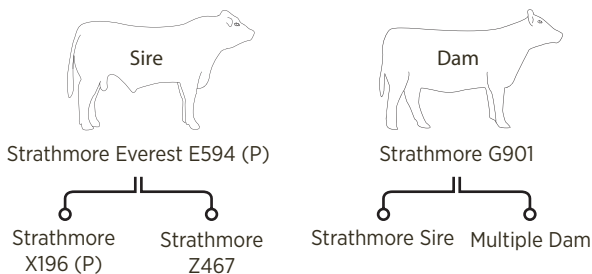 Sire
Dam
Strathmore Everest E594 (P)
Strathmore G901
Strathmore
X196 (P)
Strathmore
Z467
Strathmore Sire
Multiple Dam